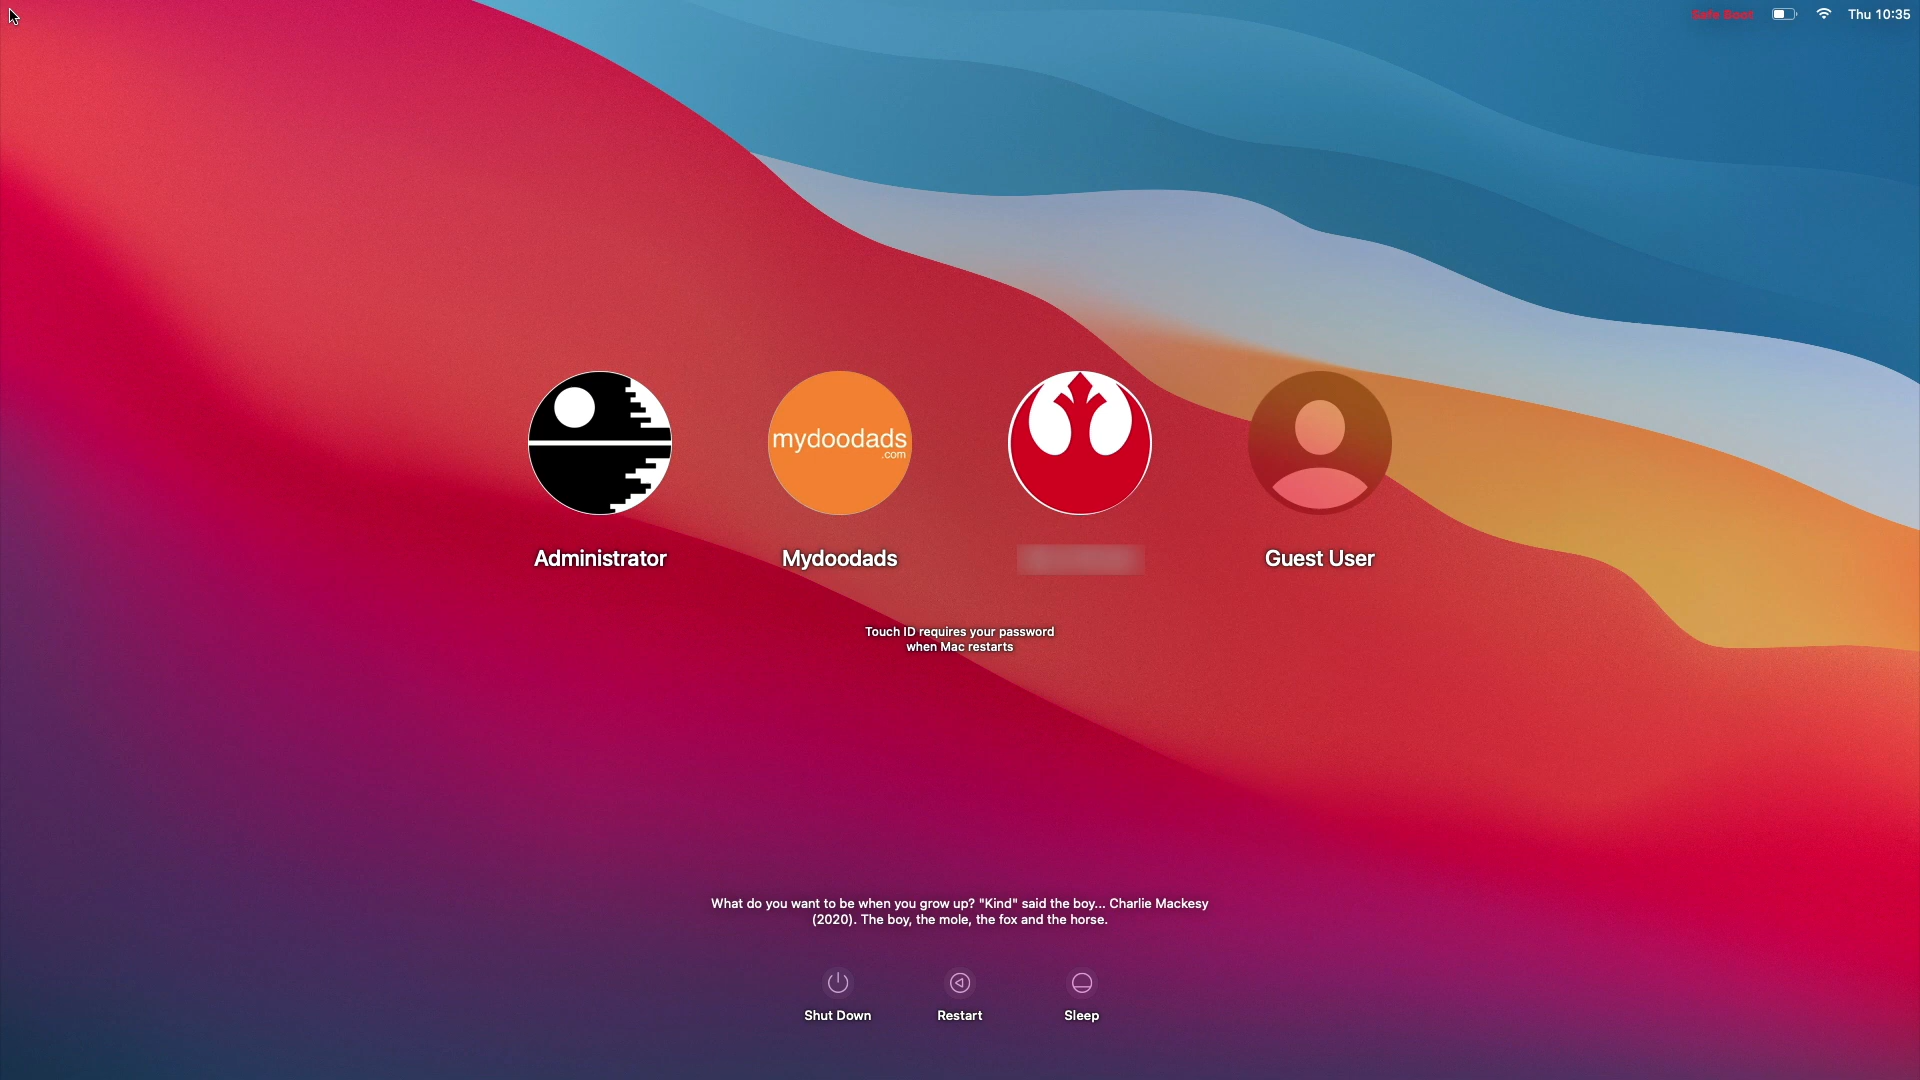 Safe Boot
Thu 10:35
mydoodads
.com
Administrator
Mydoodads
Guest User
Touch ID requires your password
when Mac restarts
What do you want to be when you grow up? "Kind" said the boy... Charlie Mackesy
(2020). The boy, the mole, the fox and the horse.
Shut Down
Restart
Sleep